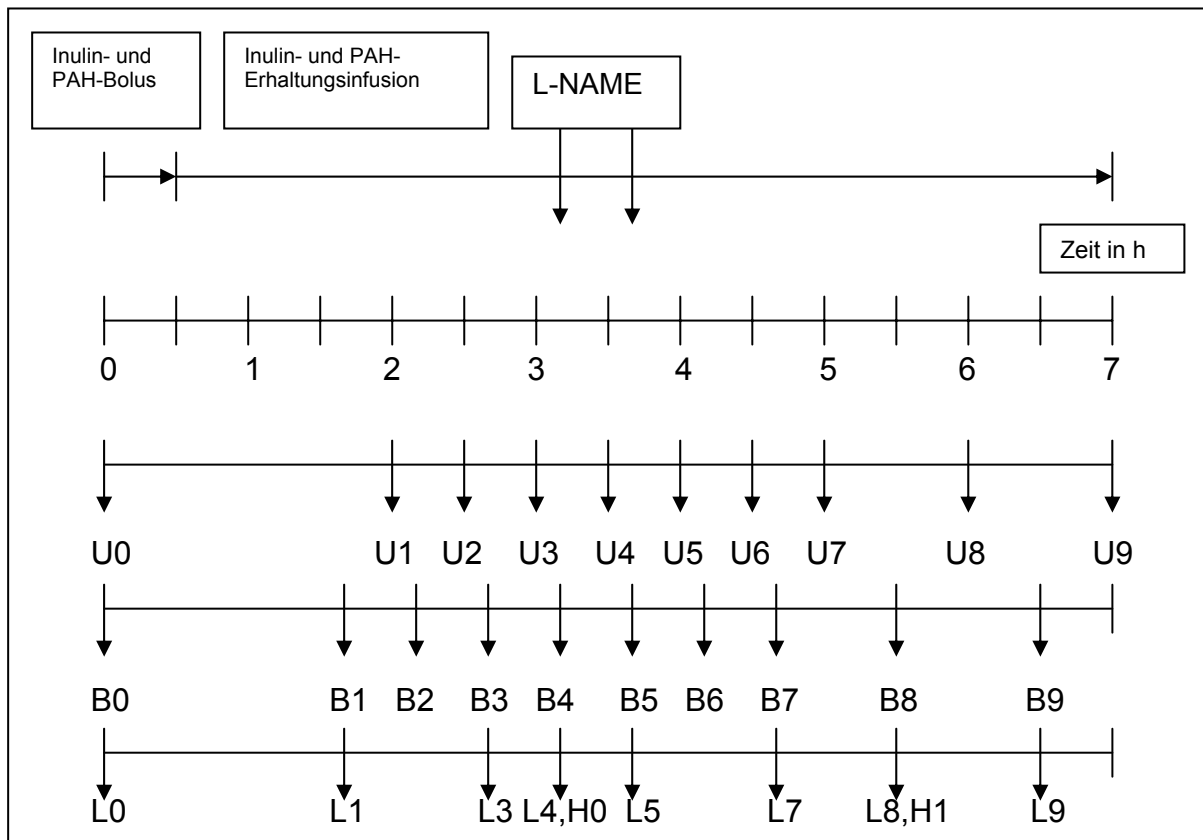 Inulin- und
PAH-Bolus
Inulin- und PAH-
Erhaltungsinfusion
L-NAME
Zeit in h
0 1 2 3 4 5 6 7
U0 U1 U2 U3 U4 U5 U6 U7 U8 U9
B0 B1 B2 B3 B4 B5 B6 B7 B8 B9
L0 L1 L3 L4,H0 L5 L7 L8,H1 L9